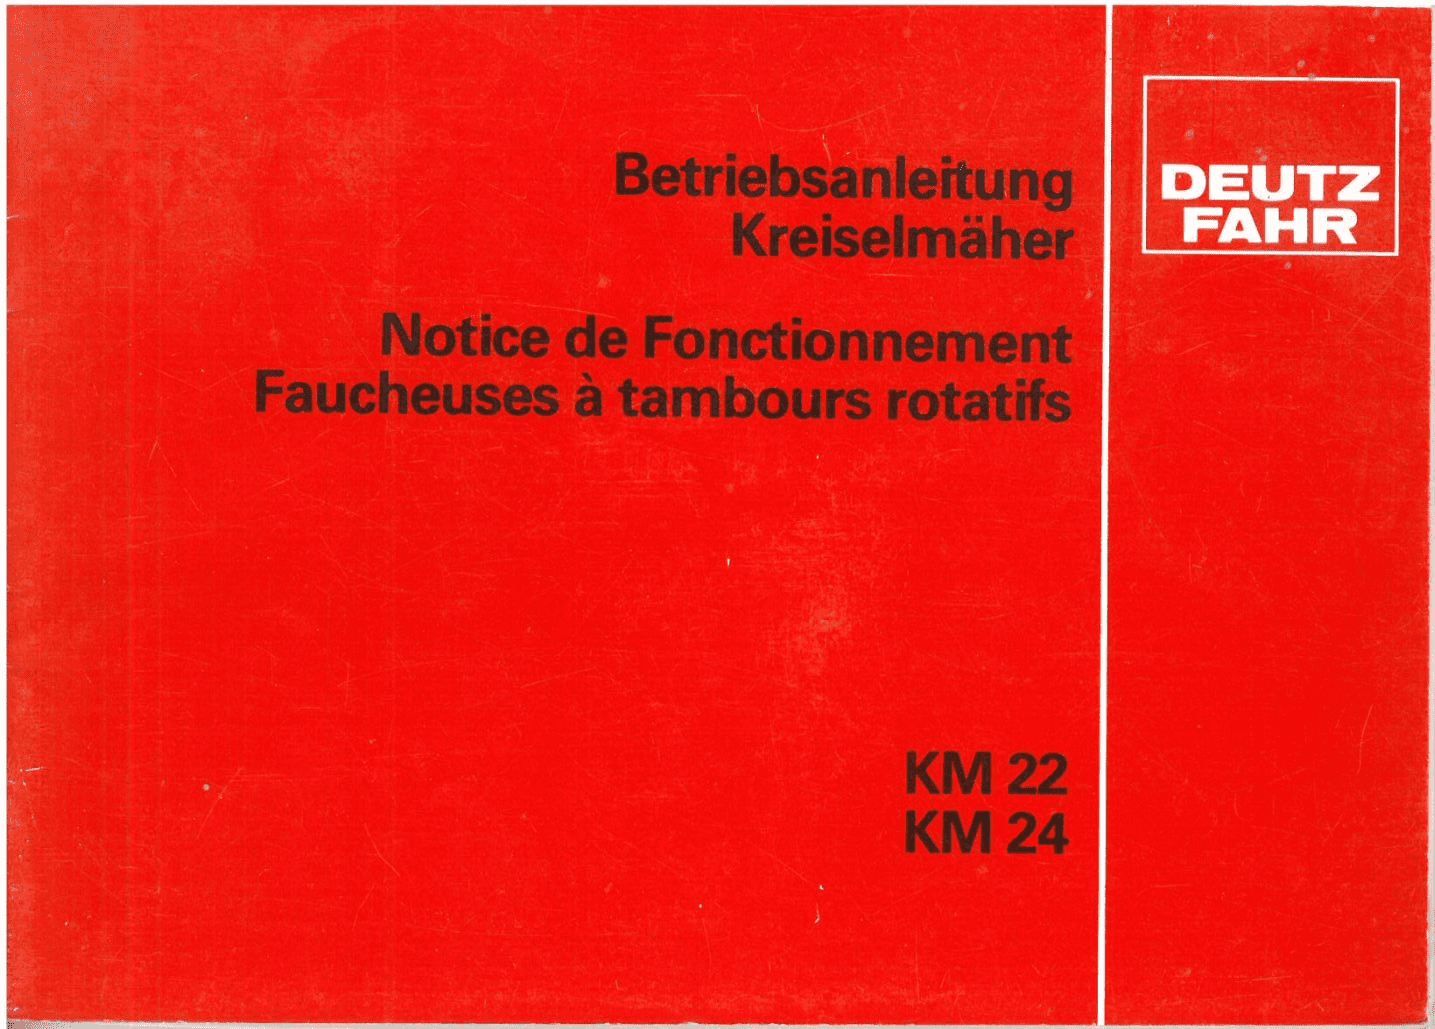 Betriebsanleitung
Kreiselmäher
Notice de Fonctionnement
Faucheuses à tambours rotatifs
KM 22
KM 24
DEUTZ
FAHR